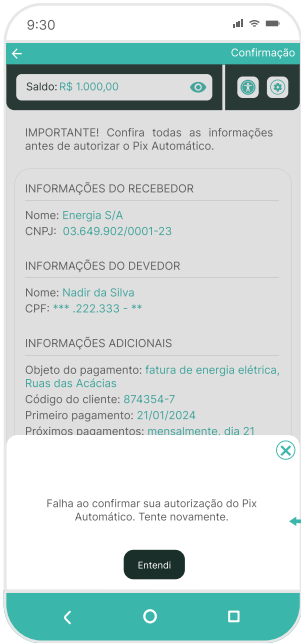 9:30
Confirmação
Saldo: R$ 1.000,00
IMPORTANTE! Confira todas as informações
antes de autorizar o Pix Automático.
INFORMAÇÕES DO RECEBEDOR
Nome: Energia S/A
CNPJ: 03.649.902/0001-23
INFORMAÇÕES DO DEVEDOR
Nome: Nadir da Silva
CPF: *** .222.333 - **
INFORMAÇÕES ADICIONAIS
Objeto do pagamento: fatura de energia elétrica,
Ruas das Acácias
Código do cliente: 874354-7
Primeiro pagamento: 21/01/2024
Próximos pagamentos: mensalmente, dia 21
Falha ao confirmar sua autorização do Pix
Automático. Tente novamente.
Entendi